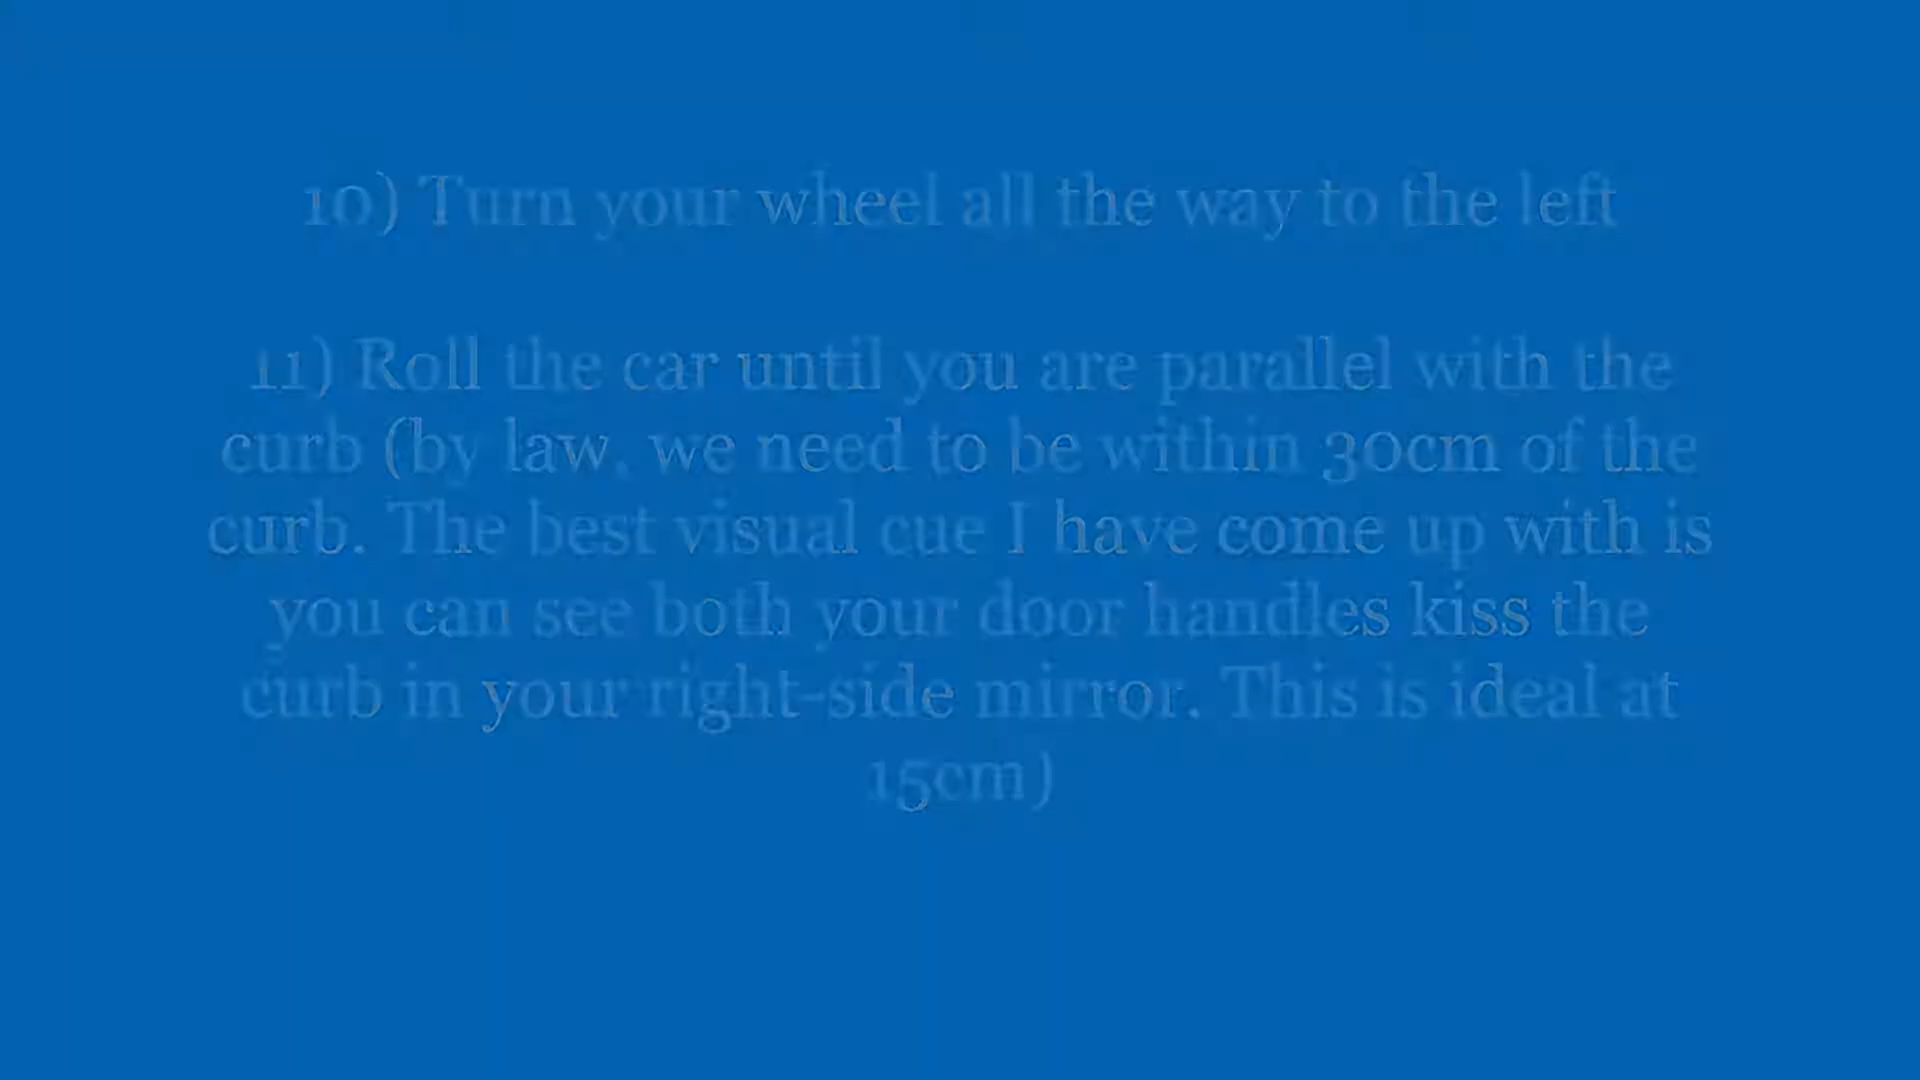 10) Turn your wheel all the way to the left
11) Roll the car until you are parallel with the
curb (by law, we need to be within 30cm of the
curb. The best visual cue I have come up with is
you can see both your door handles kiss the
curb in your right-side mirror. This is ideal at
15cm)